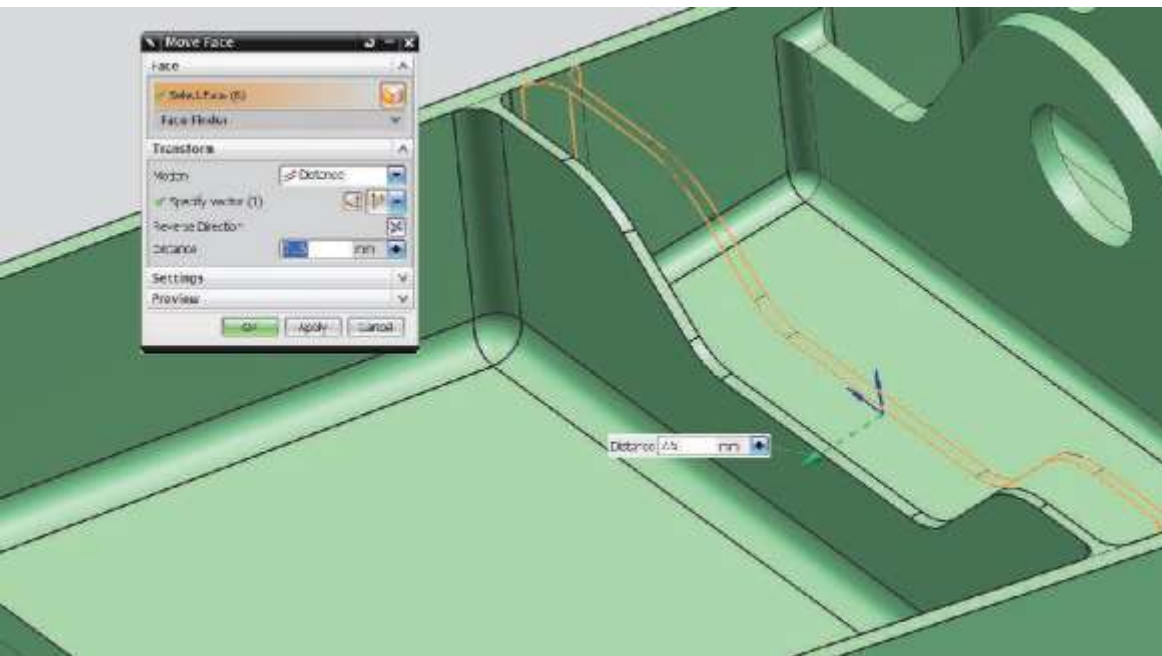 Move Face
Face
Select Face (6)
Face Finder
Transform
Motion
Distance
Specify Vector (1)
Reverse Direction
Distance
mm
Settings
Preview
OK Apply Cancel
Distance mm